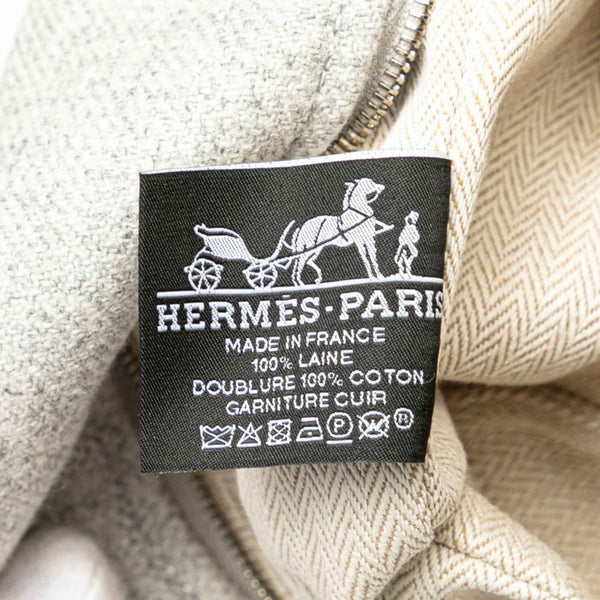 HERMÈS-PARIS
MADE IN FRANCE
100% LAINE
DOUBLURE 100% COTON
GARNITURE CUIR
P ®